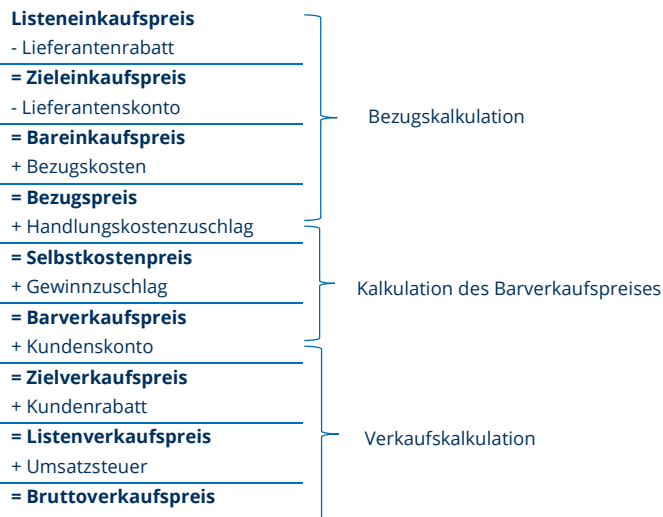 Listeneinkaufspreis
- Lieferantenrabatt
= Zieleinkaufspreis
- Lieferantenskonto
= Bareinkaufspreis
+ Bezugskosten
= Bezugspreis
+ Handlungskostenzuschlag
= Selbstkostenpreis
+ Gewinnzuschlag
= Barverkaufspreis
+ Kundenskonto
= Zielverkaufspreis
+ Kundenrabatt
= Listenverkaufspreis
+ Umsatzsteuer
= Bruttoverkaufspreis
Bezugskalkulation
Kalkulation des Barverkaufspreises
Verkaufskalkulation